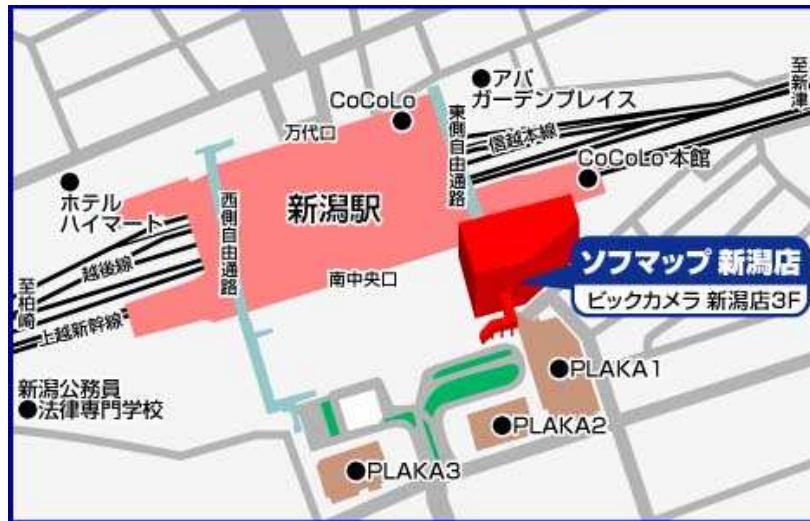 アパ
ガーデンプレイス
至新津
CoCoLo
万代口
東側自由通路
信越本線
CoCoLo 本館
ホテル
ハイマート
西側自由通路
新潟駅
越後線
南中央口
至柏崎
上越新幹線
ソフマップ 新潟店
ビックカメラ 新潟店3F
新潟公務員
法律専門学校
PLAKA1
PLAKA2
PLAKA3